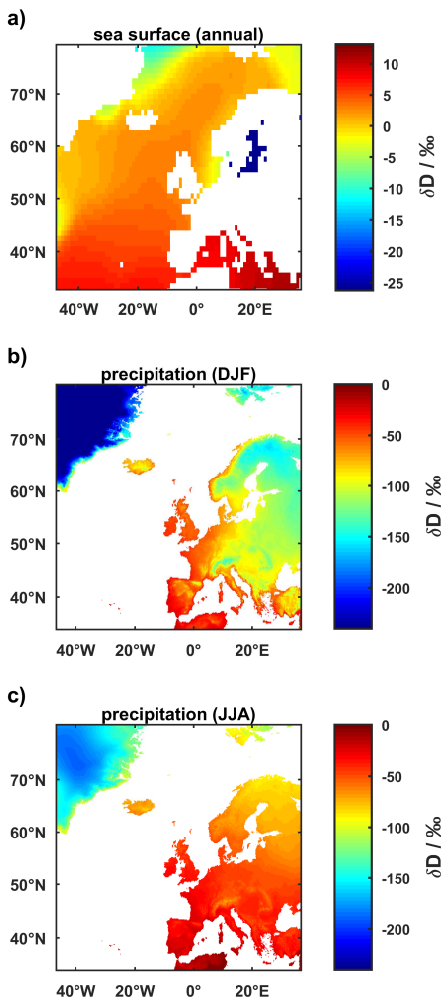 a)
sea surface (annual)
70°N
60°N
50°N
40°N
40°W 20°W 0° 20°E
10
5
0
-5
-10
-15
-20
-25
δD / ‰
b)
precipitation (DJF)
70°N
60°N
50°N
40°N
40°W 20°W 0° 20°E
0
-50
-100
-150
-200
δD / ‰
c)
precipitation (JJA)
70°N
60°N
50°N
40°N
40°W 20°W 0° 20°E
0
-50
-100
-150
-200
δD / ‰